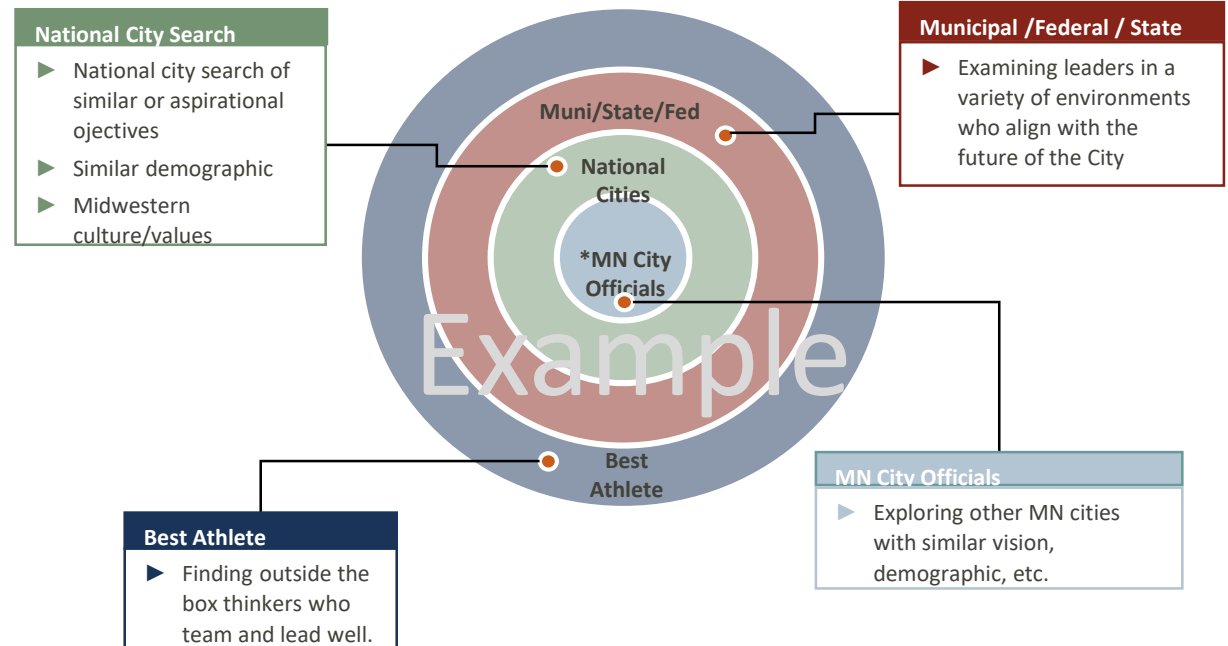 National City Search
National city search of
similar or aspirational
ojectives
Similar demographic
Midwestern
culture/values
Muni/State/Fed
National
Cities
*MN City
Officials
Example
Best
Athlete
Municipal /Federal / State
Examining leaders in a
variety of environments
who align with the
future of the City
MN City Officials
Exploring other MN cities
with similar vision,
demographic, etc.
Best Athlete
Finding outside the
box thinkers who
team and lead well.